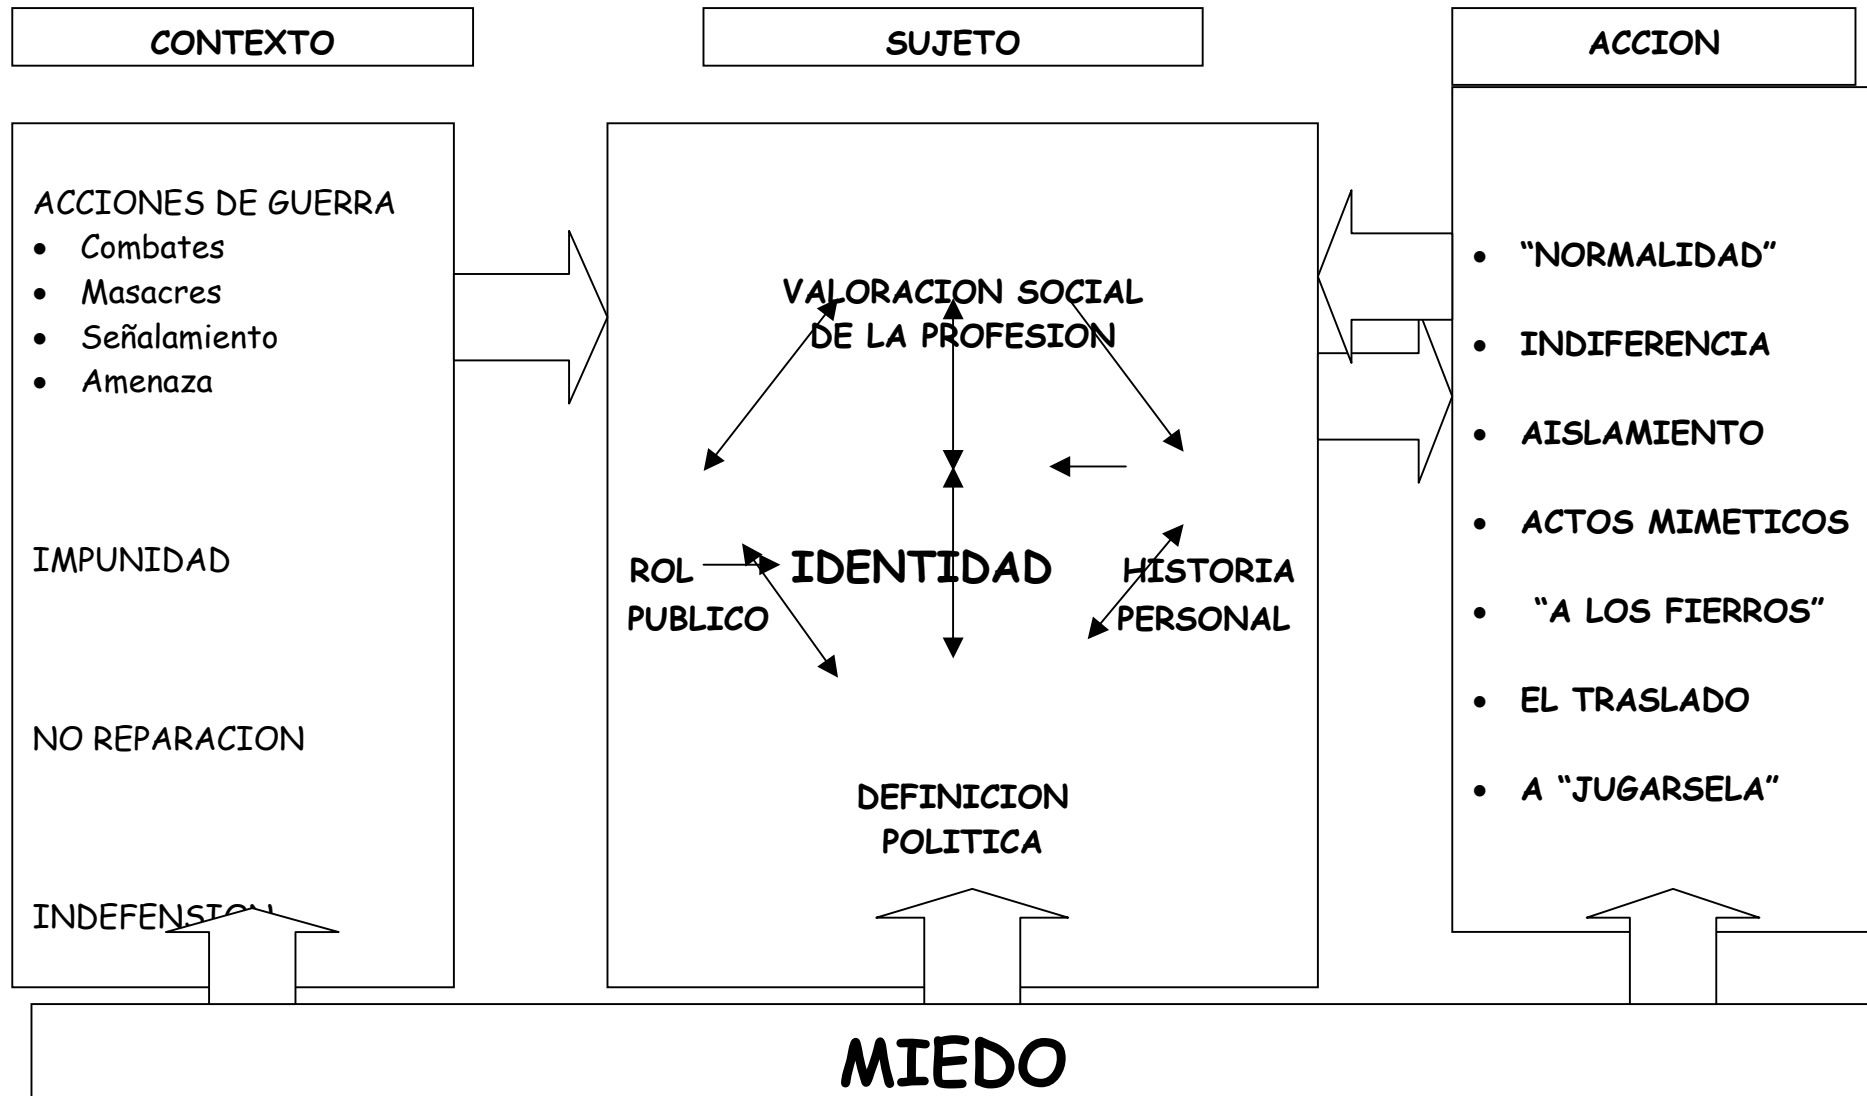 CONTEXTO
SUJETO
ACCION
ACCIONES DE GUERRA
• Combates
• Masacres
• Señalamiento
• Amenaza
IMPUNIDAD
NO REPARACION
INDEFENSION
VALORACION SOCIAL
DE LA PROFESION
ROL
PUBLICO
IDENTIDAD
HISTORIA
PERSONAL
DEFINICION
POLITICA
• “NORMALIDAD”
• INDIFERENCIA
• AISLAMIENTO
• ACTOS MIMETICOS
• “A LOS FIERROS”
• EL TRASLADO
• A “JUGARSELA”
MIEDO